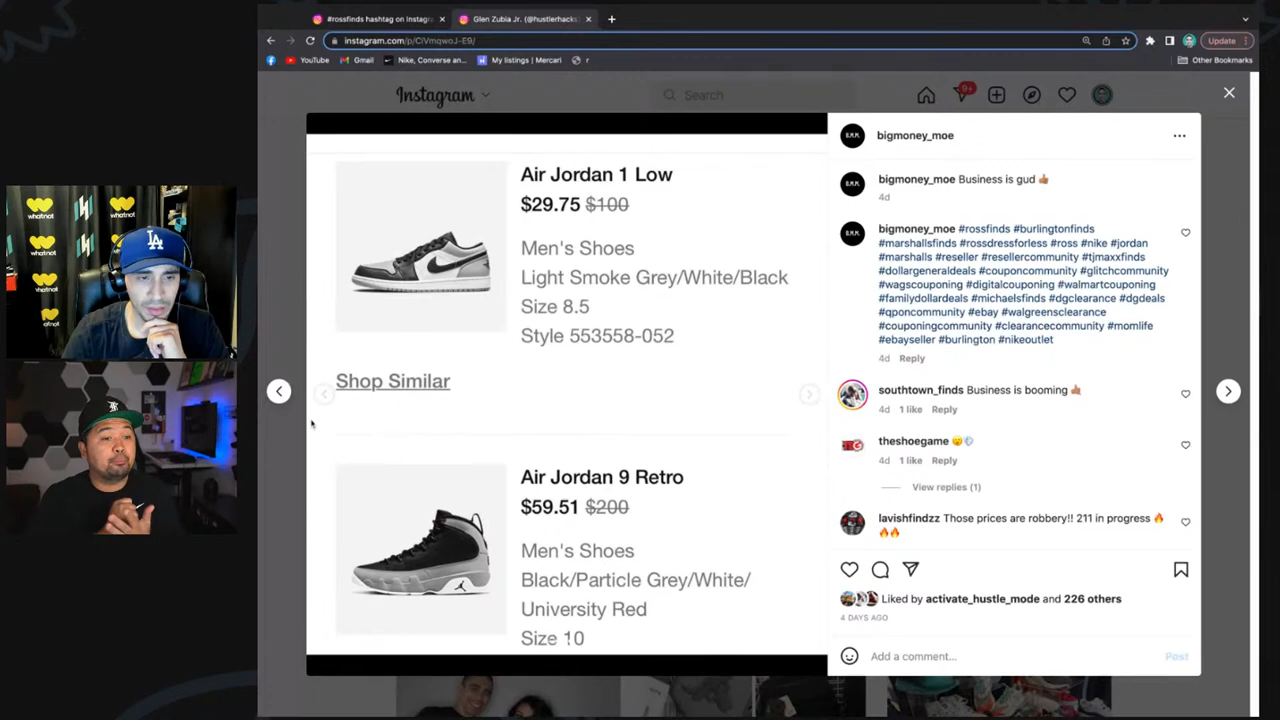 #rossfinds hashtag on Instagra
Glen Zubia Jr. (@hustlerhacks
instagram.com/p/CiVmqwoJ-E9/
Update
YouTube
Gmail
Nike, Converse an...
My listings | Mercari
r
Other Bookmarks
Instagram
Search
9+
bigmoney_moe
Air Jordan 1 Low
$29.75 $100
Men's Shoes
Light Smoke Grey/White/Black
Size 8.5
Style 553558-052
Shop Similar
Air Jordan 9 Retro
$59.51 $200
Men's Shoes
Black/Particle Grey/White/
University Red
Size 10
bigmoney_moe Business is gud
4d
bigmoney_moe #rossfinds #burlingtonfinds
#marshallsfinds #rossdressforless #ross #nike #jordan
#marshalls #reseller #resellercommunity #tjmaxxfinds
#dollargeneraldeals #couponcommunity #glitchcommunity
#wagscouponing #digitalcouponing #walmartcouponing
#familydollardeals #michaelsfinds #dgclearance #dgdeals
#qponcommunity #ebay #walgreensclearance
#couponingcommunity #clearancecommunity #momlife
#ebayseller #burlington #nikeoutlet
4d Reply
southtown_finds Business is booming
4d 1 like Reply
theshoegame
4d 1 like Reply
View replies (1)
lavishfindzz Those prices are robbery!! 211 in progress
Liked by activate_hustle_mode and 226 others
4 DAYS AGO
Add a comment...
Post
whatnot
whatnot
whatnot
whatnot
LA